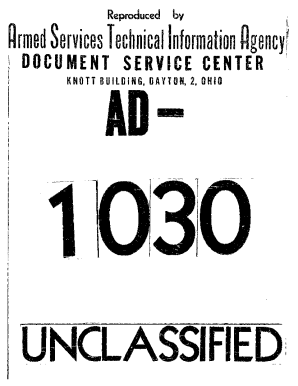 Reproduced by
Armed Services Technical Information Agency
DOCUMENT SERVICE CENTER
KNOTT BUILDING, DAYTON, 2, OHIO
AD –
1030
UNCLASSIFIED